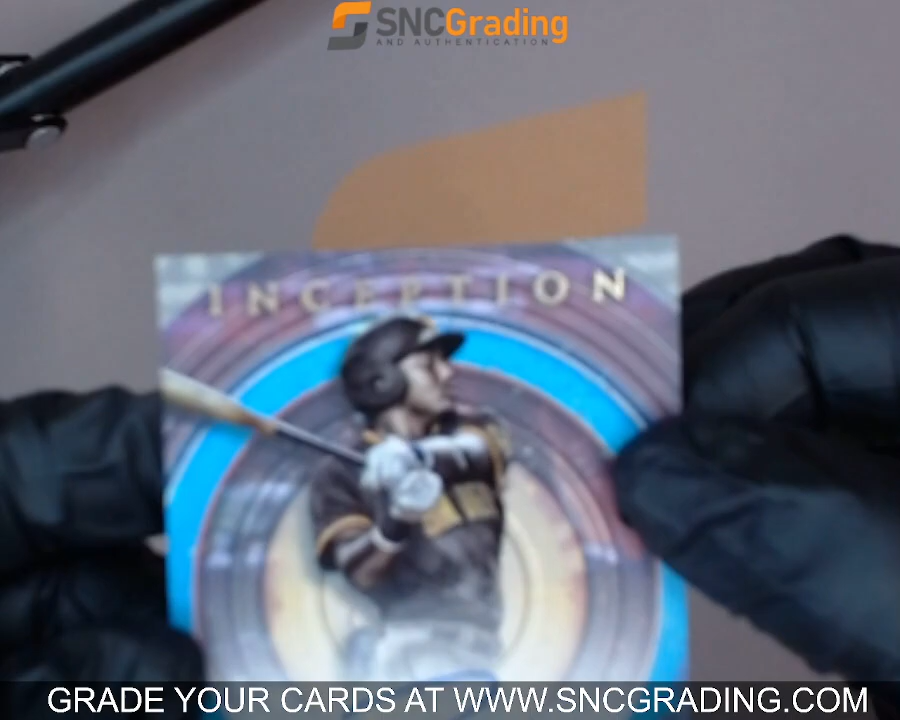 SNCGrading
AND AUTHENTICATION
INCEPTION
GRADE YOUR CARDS AT WWW.SNCGRADING.COM